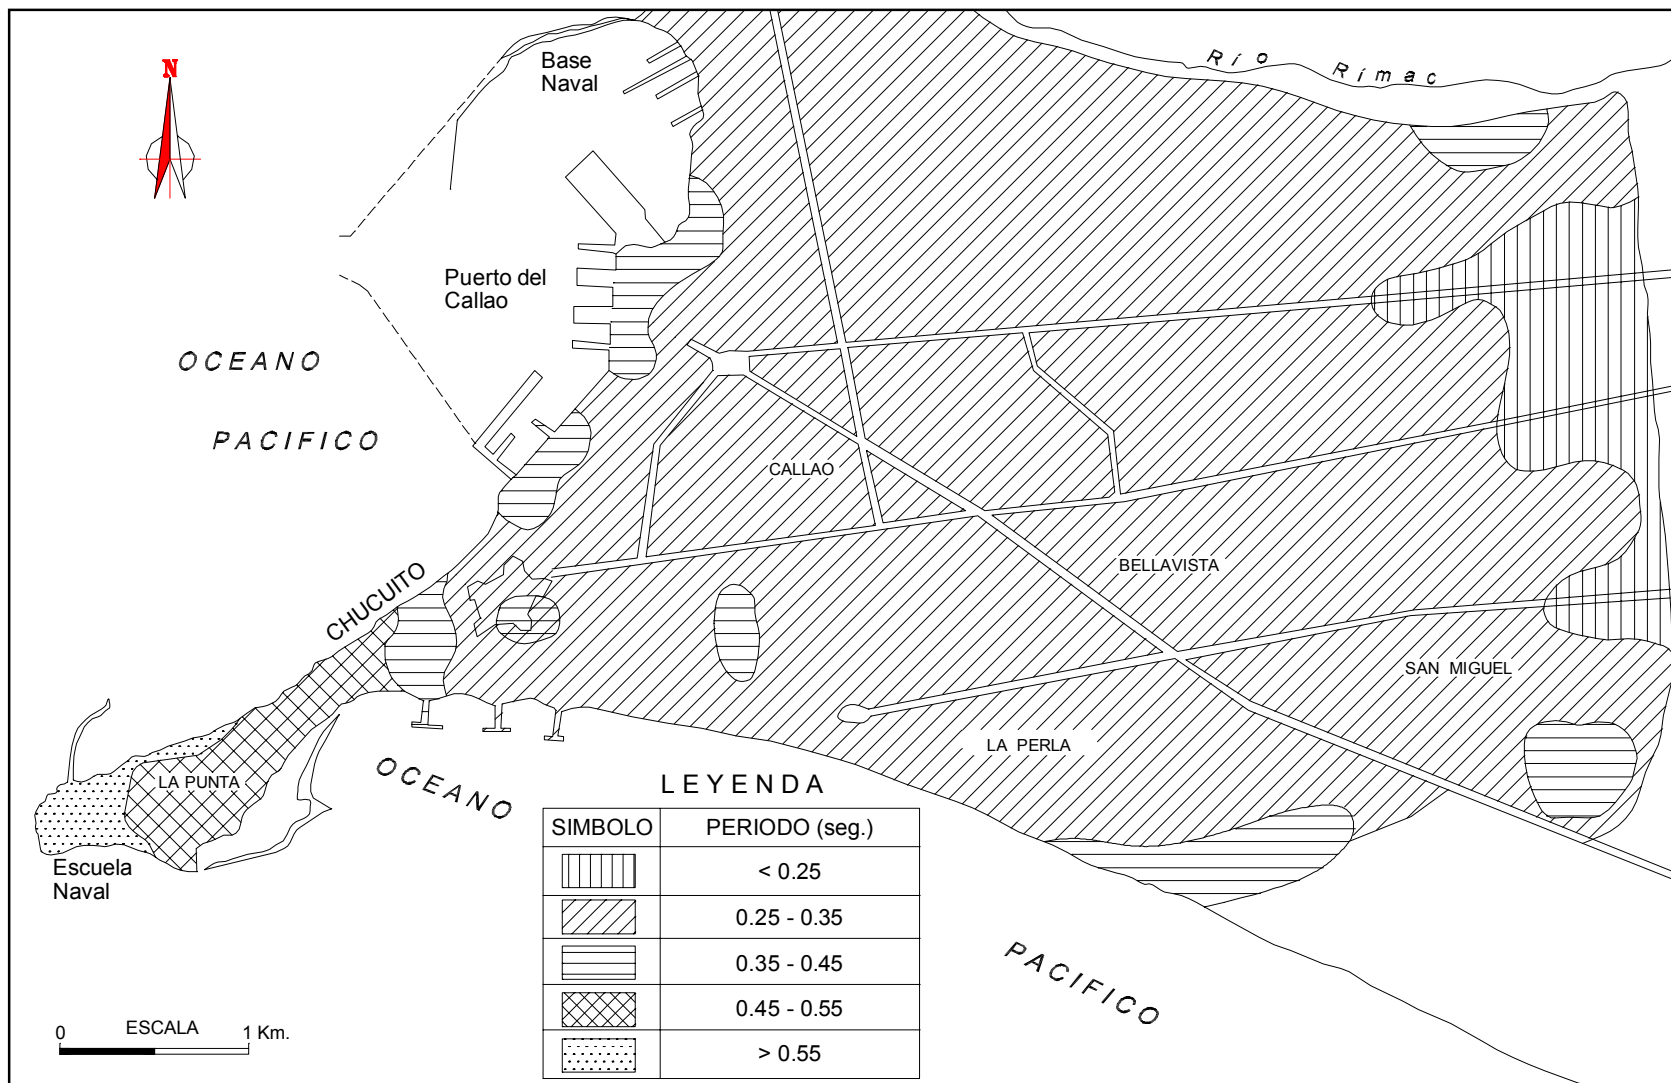 N
Base
Naval
Río Rímac
Puerto del
Callao
OCEANO
PACIFICO
CALLAO
CHUCUITO
BELLAVISTA
SAN MIGUEL
LA PERLA
LA PUNTA
OCEANO
PACIFICO
Escuela
Naval
LEYENDA
SIMBOLO PERIODO (seg.)
< 0.25
0.25 - 0.35
0.35 - 0.45
0.45 - 0.55
> 0.55
0 ESCALA 1 Km.